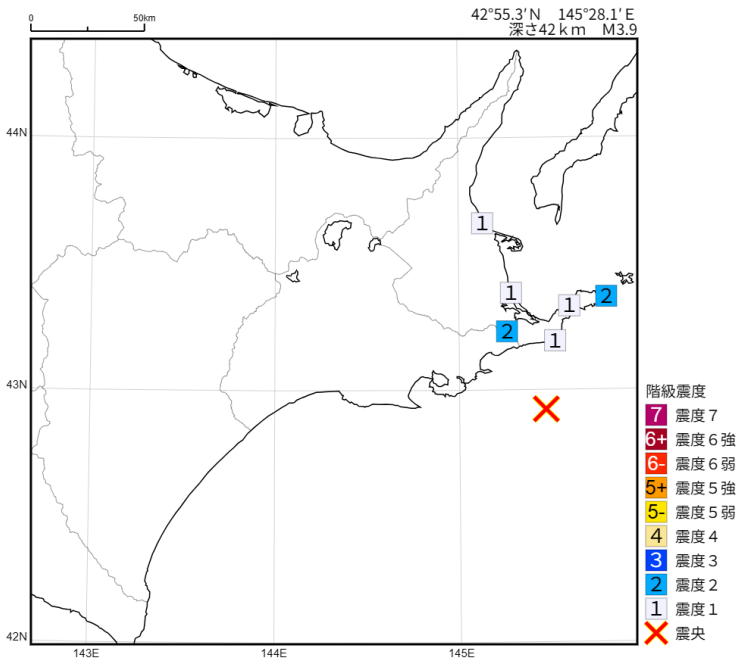 0 50km
42°55.3′N 145°28.1′E
深さ42ｋｍ M3.9
44N
1
1
1
2
2
1
43N
階級震度
7 震度７
6+ 震度６強
6- 震度６弱
5+ 震度５強
5- 震度５弱
4 震度４
3 震度３
2 震度２
1 震度１
震央
42N
143E 144E 145E